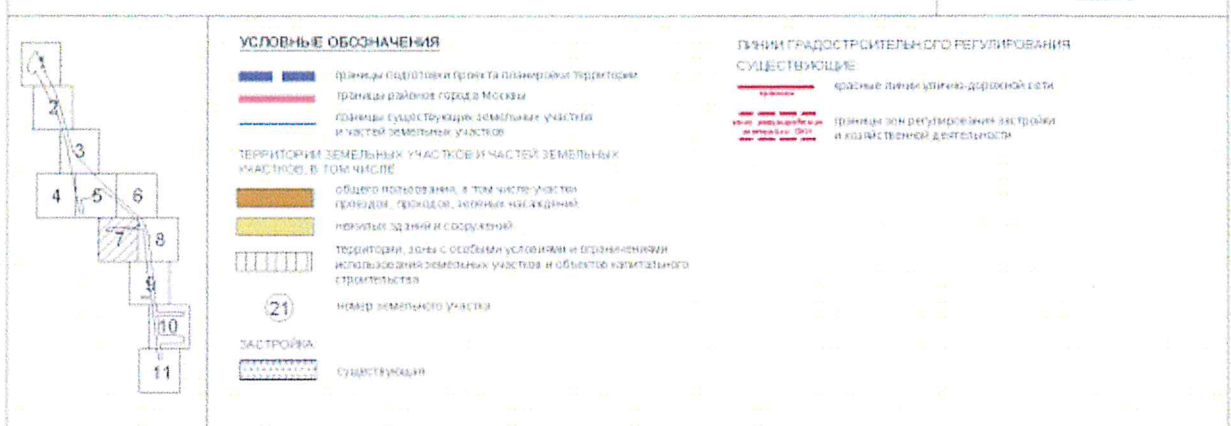 1
2
3
4 5 6
7 8
9
10
11
УСЛОВНЫЕ ОБОЗНАЧЕНИЯ
границы подготовки проекта планировки территории
границы районов города Москвы
границы существующих земельных участков
и частей земельных участков
ТЕРРИТОРИИ ЗЕМЕЛЬНЫХ УЧАСТКОВ И ЧАСТЕЙ ЗЕМЕЛЬНЫХ
УЧАСТКОВ, В ТОМ ЧИСЛЕ
общего пользования, в том числе участки
проездов, проходов, зеленых насаждений
нежилых зданий и сооружений
территории, зоны с особыми условиями и ограничениями
использования земельных участков и объектов капитального
строительства
21 номер земельного участка
ЗАСТРОЙКА
существующая
ЛИНИИ ГРАДОСТРОИТЕЛЬНОГО РЕГУЛИРОВАНИЯ
СУЩЕСТВУЮЩИЕ
красные линии улично-дорожной сети
границы зон регулирования застройки
и хозяйственной деятельности